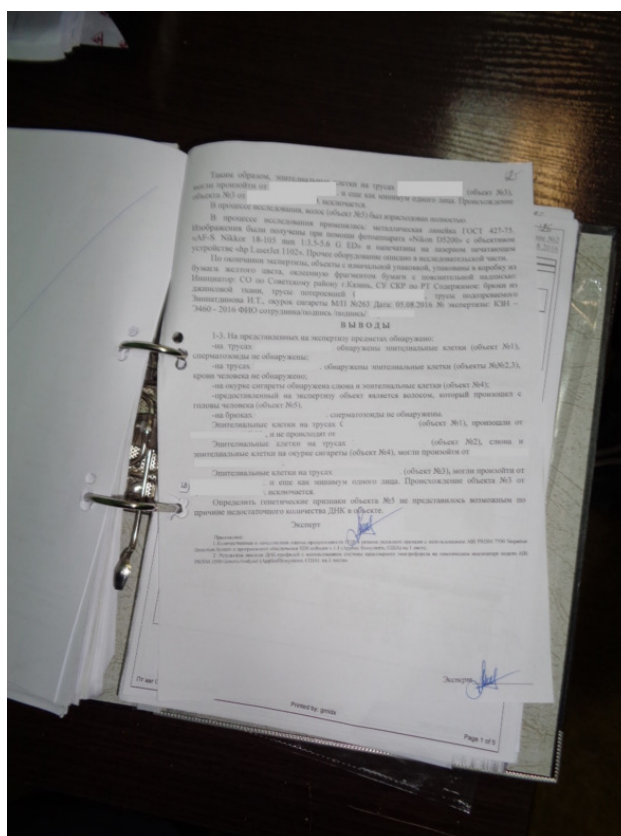 Таким образом, эпителиальные клетки на трусах (объект №3),
могли произойти от и еще как минимум одного лица. Происхождение
объекта №3 от исключается.
В процессе исследования, волос (объект №5) был израсходован полностью.
В процессе исследования применялись: металлическая линейка ГОСТ 427-75.
Изображения были получены при помощи фотоаппарата «Nikon D5200» с объективом
«AF-S Nikkor 18-105 mm 1:3.5-5.6 G ED» и напечатаны на лазерном печатающем
устройстве «hp LaserJet 1102». Прочее оборудование описано в исследовательской части.
По окончании экспертизы, объекты с изначальной упаковкой, упакованы в коробку из
бумаги желтого цвета, оклеенную фрагментом бумаги с пояснительной надписью:
Инициатор: СО по Советскому району г.Казань, СУ СКР по РТ Содержимое: брюки из
джинсовой ткани, трусы потерпевшей трусы подозреваемого
Зиннатдинова И.Т., окурок сигареты М/П №263 Дата: 05.08.2016 № экспертизы: КЗН –
Э460 - 2016 ФИО сотрудника/подпись /подпись/
ВЫВОДЫ
1-3. На представленных на экспертизу предметах обнаружено:
-на трусах обнаружены эпителиальные клетки (объект №1),
сперматозоиды не обнаружены;
-на трусах обнаружены эпителиальные клетки (объекты №№2,3),
крови человека не обнаружено;
-на окурке сигареты обнаружена слюна и эпителиальные клетки (объект №4);
-предоставленный на экспертизу объект является волосом, который произошел с
головы человека (объект №5).
-на брюках сперматозоиды не обнаружены.
Эпителиальные клетки на трусах (объект №1), произошли от
, и не происходят от
Эпителиальные клетки на трусах (объект №2), слюна и
эпителиальные клетки на окурке сигареты (объект №4), могли произойти от
Эпителиальные клетки на трусах (объект №3), могли произойти от
и еще как минимум одного лица. Происхождение объекта №3 от
, исключается.
Определить генетические признаки объекта №5 не представилось возможным по
причине недостаточного количества ДНК в объекте.
Эксперт
Приложение:
Эксперт
Printed by: gmidx
Page 1 of 5